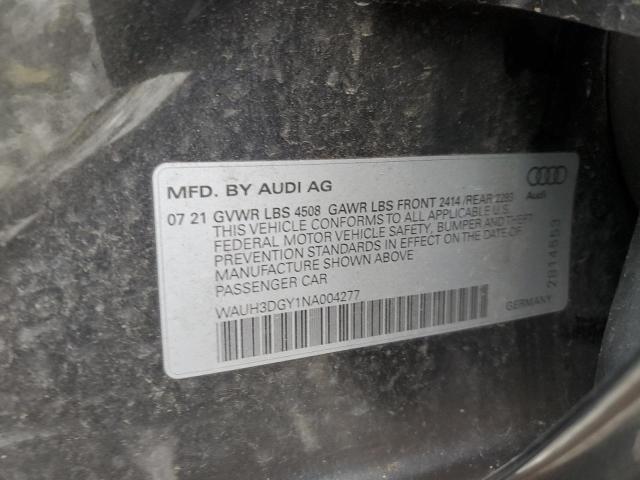 MFD. BY AUDI AG
Audi
07 21 GVWR LBS 4508 GAWR LBS FRONT 2414 /REAR 2293
THIS VEHICLE CONFORMS TO ALL APPLICABLE U.S.
FEDERAL MOTOR VEHICLE SAFETY, BUMPER AND THEFT
PREVENTION STANDARDS IN EFFECT ON THE DATE OF
MANUFACTURE SHOWN ABOVE
PASSENGER CAR
WAUH3DGY1NA004277
GERMANY
2814553